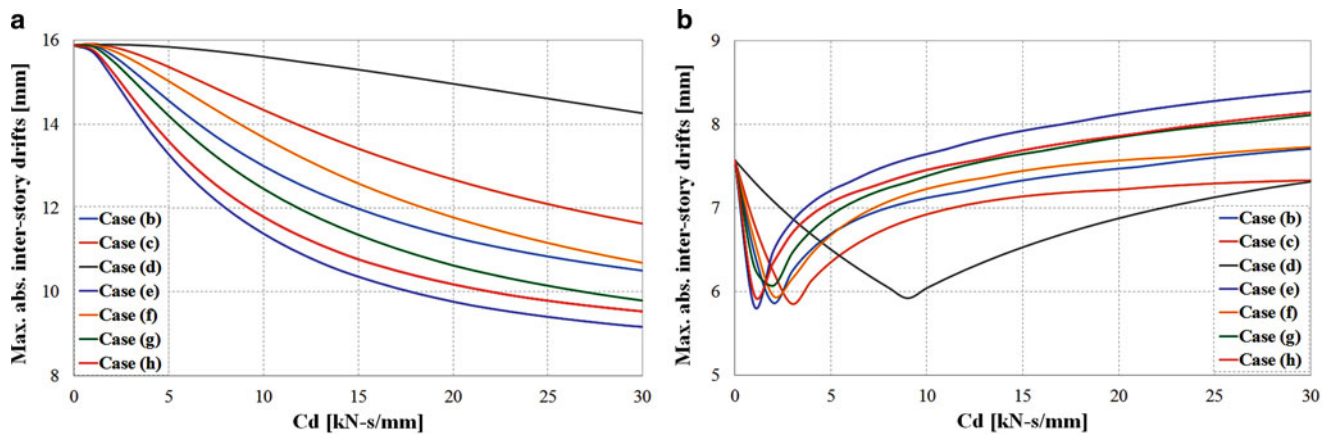 a
Max. abs. inter-story drifts [mm]
16
14
12
10
8
0
5
10
15
20
25
30
Cd [kN-s/mm]
Case (b)
Case (c)
Case (d)
Case (e)
Case (f)
Case (g)
Case (h)
b
Max. abs. inter-story drifts [mm]
9
8
7
6
5
0
5
10
15
20
25
30
Cd [kN-s/mm]
Case (b)
Case (c)
Case (d)
Case (e)
Case (f)
Case (g)
Case (h)